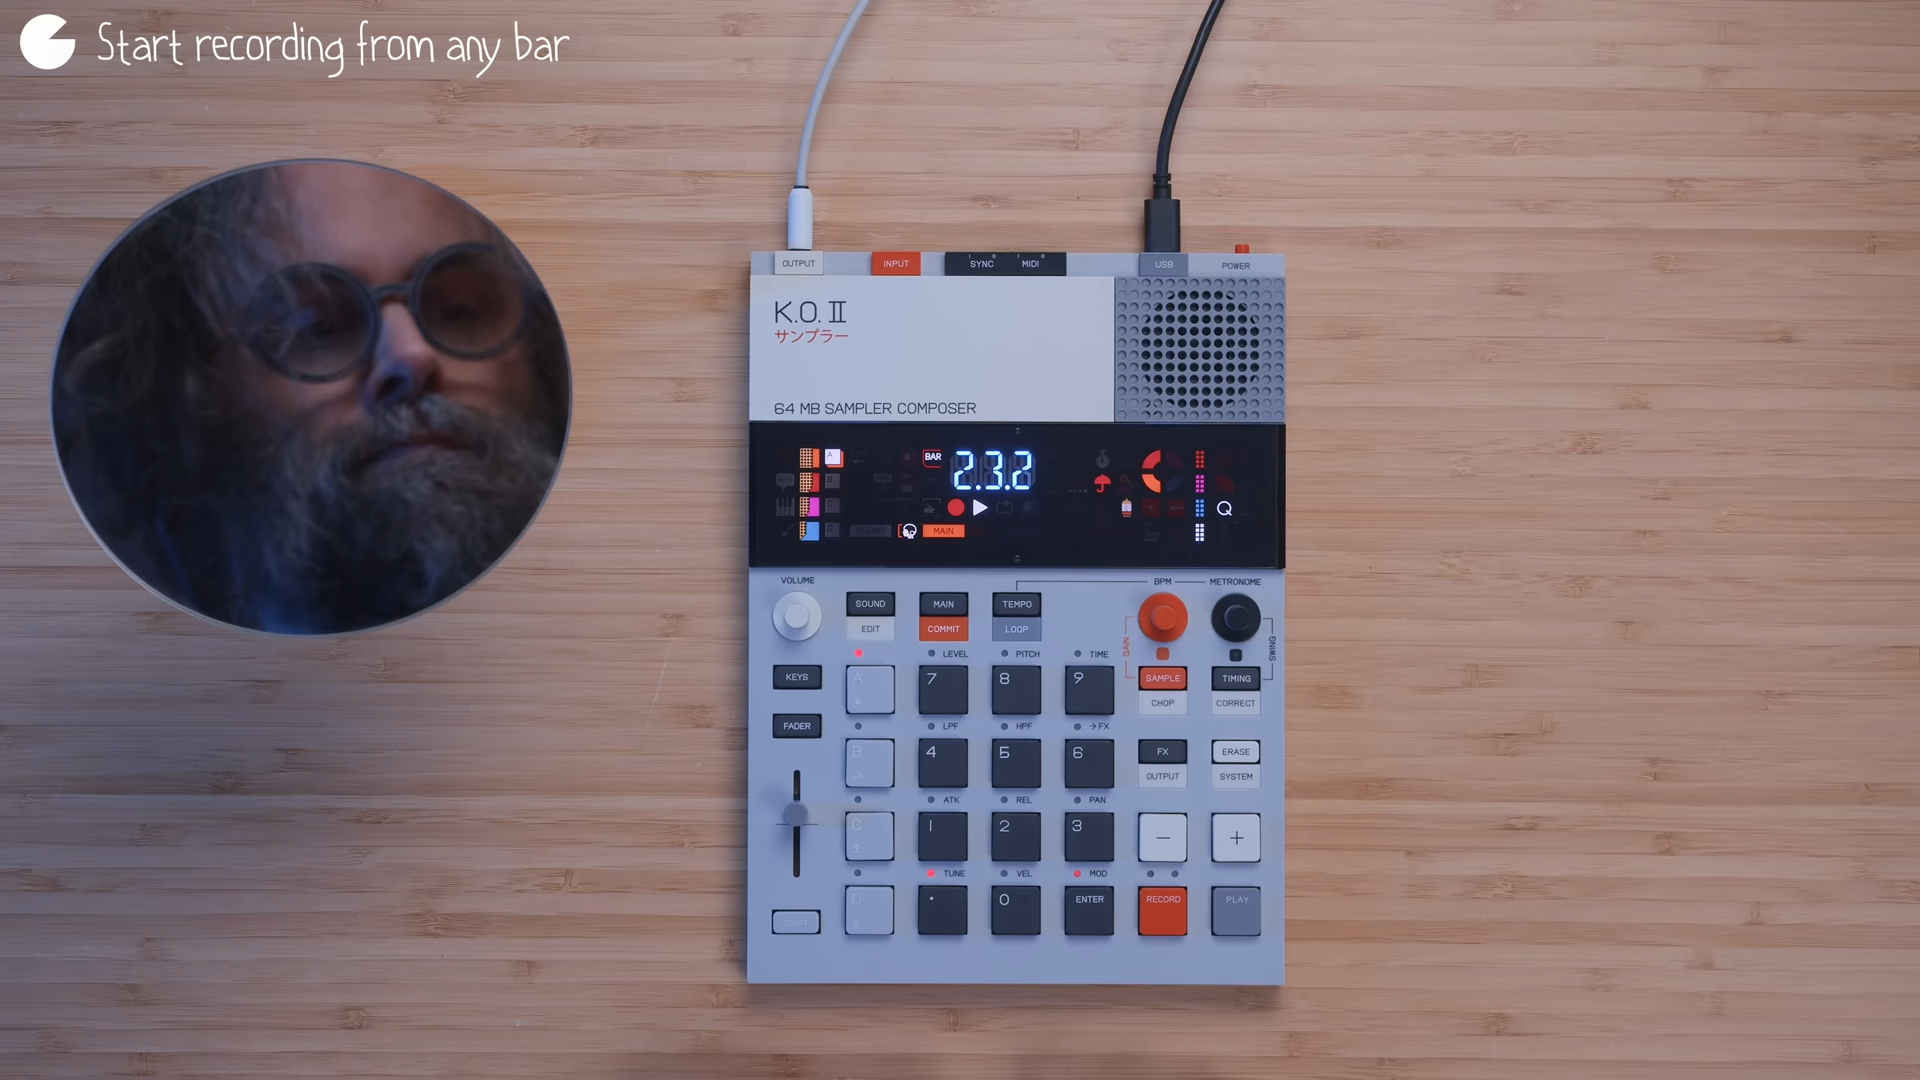 Start recording from any bar
OUTPUT
INPUT
SYNC
MIDI
USB
POWER
K.O. II
サンプラー
64 MB SAMPLER COMPOSER
A
BAR
2.3.2
Q
MAIN
VOLUME
BPM
METRONOME
SOUND
MAIN
TEMPO
EDIT
COMMIT
LOOP
GAIN
SWING
LEVEL
PITCH
TIME
X
Y
KEYS
A
7
8
9
SAMPLE
TIMING
CHOP
CORRECT
FADER
LPF
HPF
→FX
B
4
5
6
FX
ERASE
OUTPUT
SYSTEM
ATK
REL
PAN
C
1
2
3
−
+
TUNE
VEL
MOD
SHIFT
D
.
0
ENTER
RECORD
PLAY